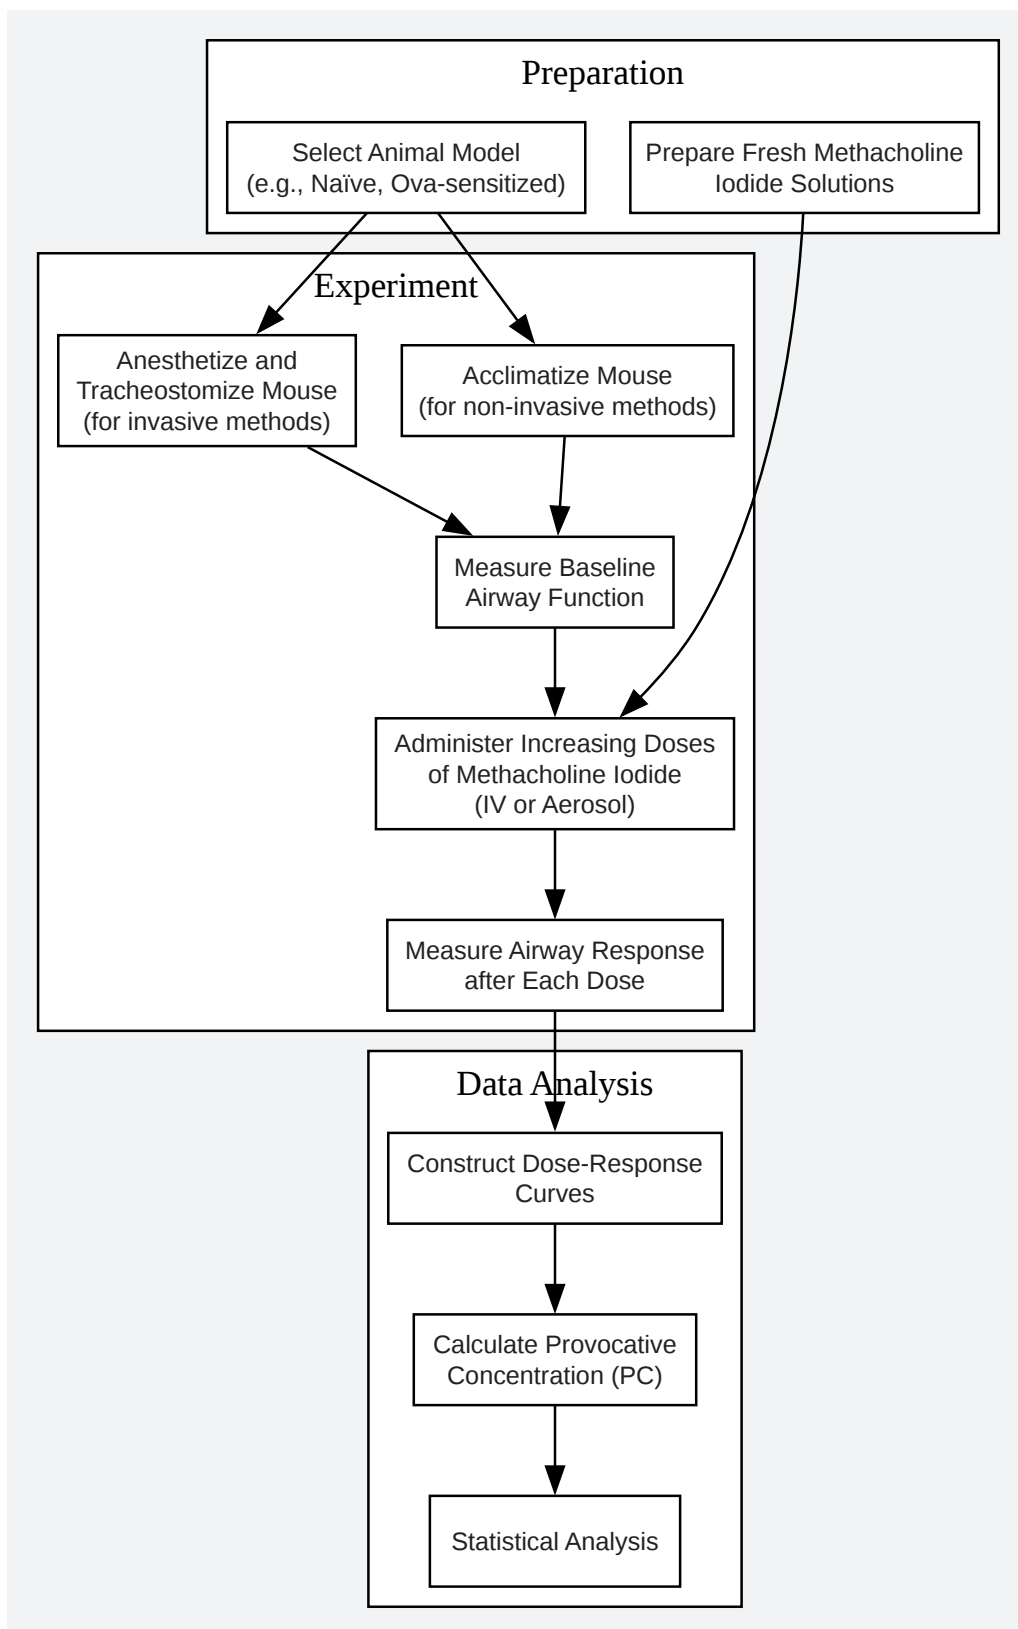 Preparation
Select Animal Model
(e.g., Naïve, Ova-sensitized)
Prepare Fresh Methacholine
Iodide Solutions
Experiment
Anesthetize and
Tracheostomize Mouse
(for invasive methods)
Acclimatize Mouse
(for non-invasive methods)
Measure Baseline
Airway Function
Administer Increasing Doses
of Methacholine Iodide
(IV or Aerosol)
Measure Airway Response
after Each Dose
Data Analysis
Construct Dose-Response
Curves
Calculate Provocative
Concentration (PC)
Statistical Analysis